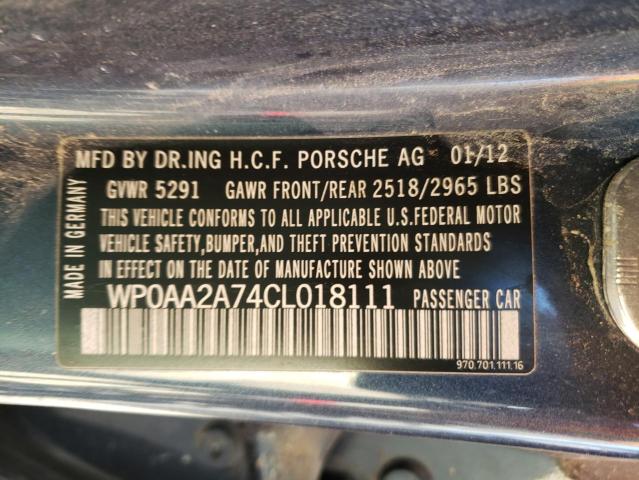 MFD BY DR.ING H.C.F. PORSCHE AG 01/12
GVWR 5291 GAWR FRONT/REAR 2518/2965 LBS
THIS VEHICLE CONFORMS TO ALL APPLICABLE U.S.FEDERAL MOTOR
VEHICLE SAFETY,BUMPER,AND THEFT PREVENTION STANDARDS
IN EFFECT ON THE DATE OF MANUFACTURE SHOWN ABOVE
WP0AA2A74CL018111 PASSENGER CAR
970.701.111.16
MADE IN GERMANY